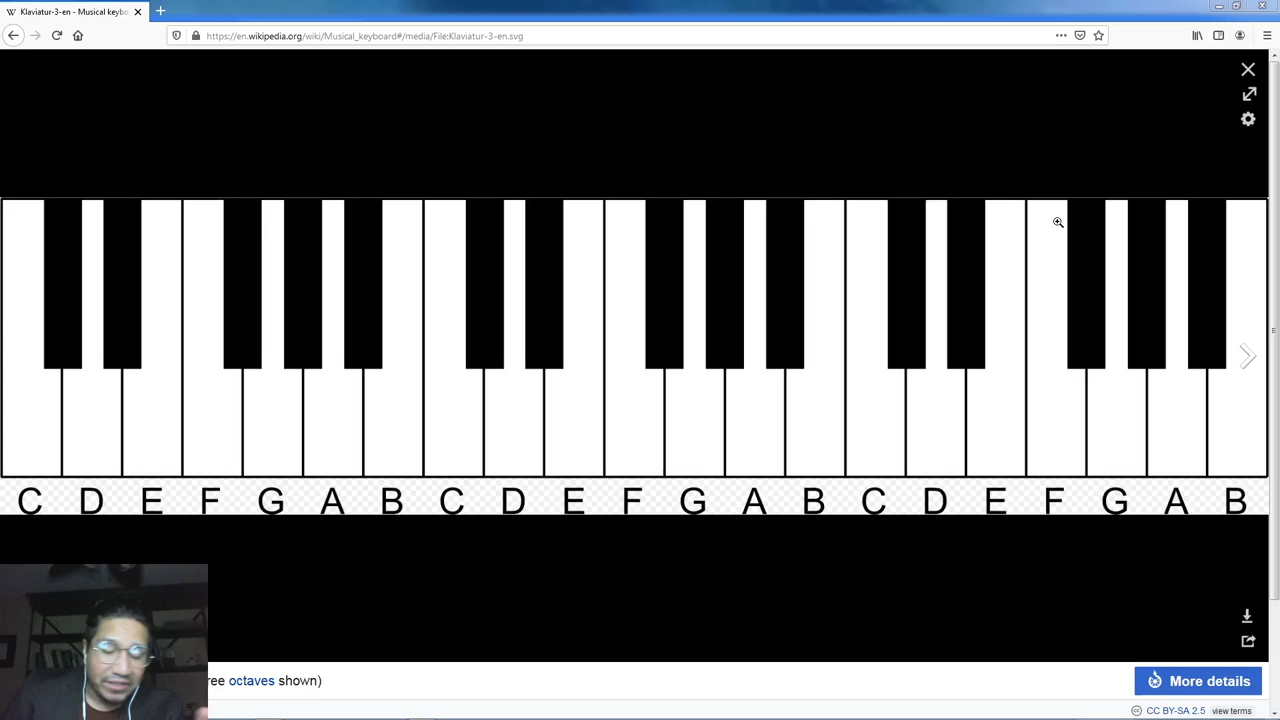 Klaviatur-3-en - Musical keybo
https://en.wikipedia.org/wiki/Musical_keyboard#/media/File:Klaviatur-3-en.svg
C D E F G A B C D E F G A B C D E F G A B
ree octaves shown)
More details
CC BY-SA 2.5 view terms